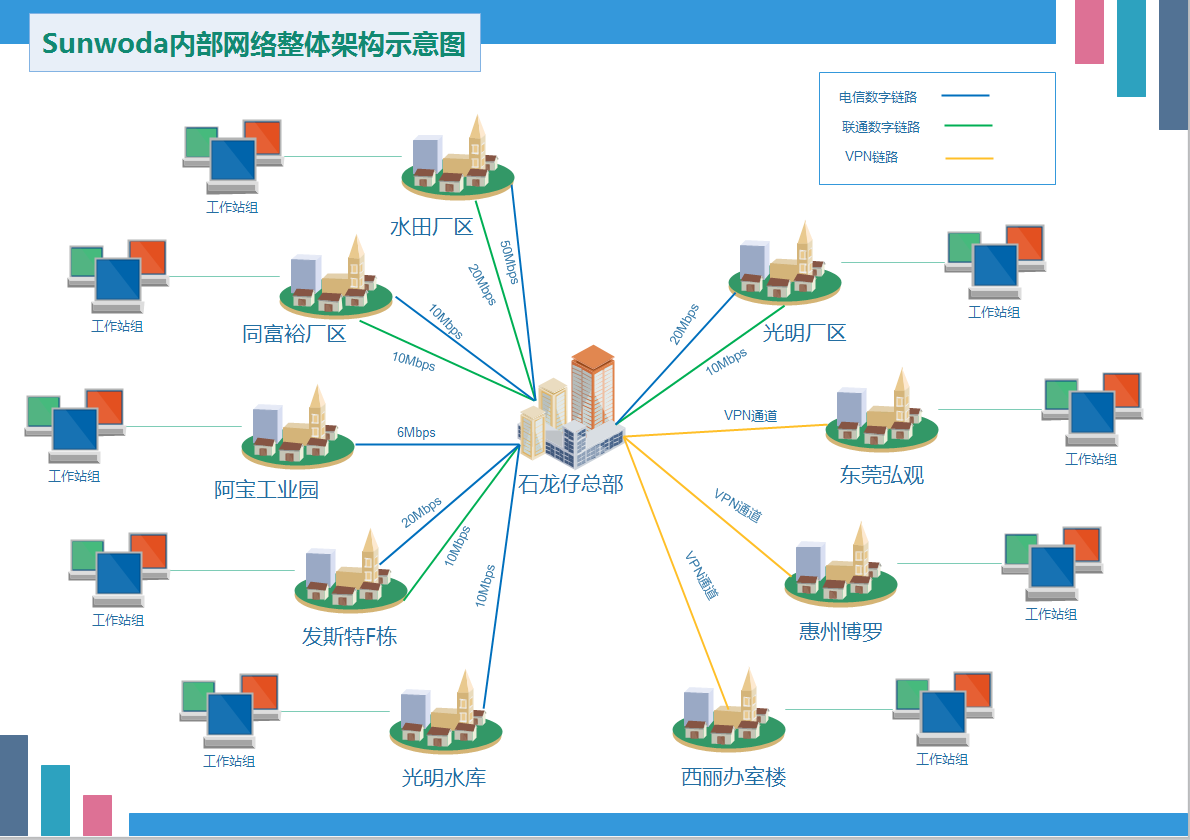 Sunwoda内部网络整体架构示意图
电信数字链路
联通数字链路
VPN链路
工作站组
水田厂区
50Mbps
20Mbps
工作站组
同富裕厂区
10Mbps
10Mbps
20Mbps
10Mbps
光明厂区
工作站组
工作站组
阿宝工业园
6Mbps
石龙仔总部
VPN通道
东莞弘观
工作站组
工作站组
发斯特F栋
20Mbps
10Mbps
10Mbps
VPN通道
VPN通道
惠州博罗
工作站组
工作站组
光明水库
西丽办室楼
工作站组